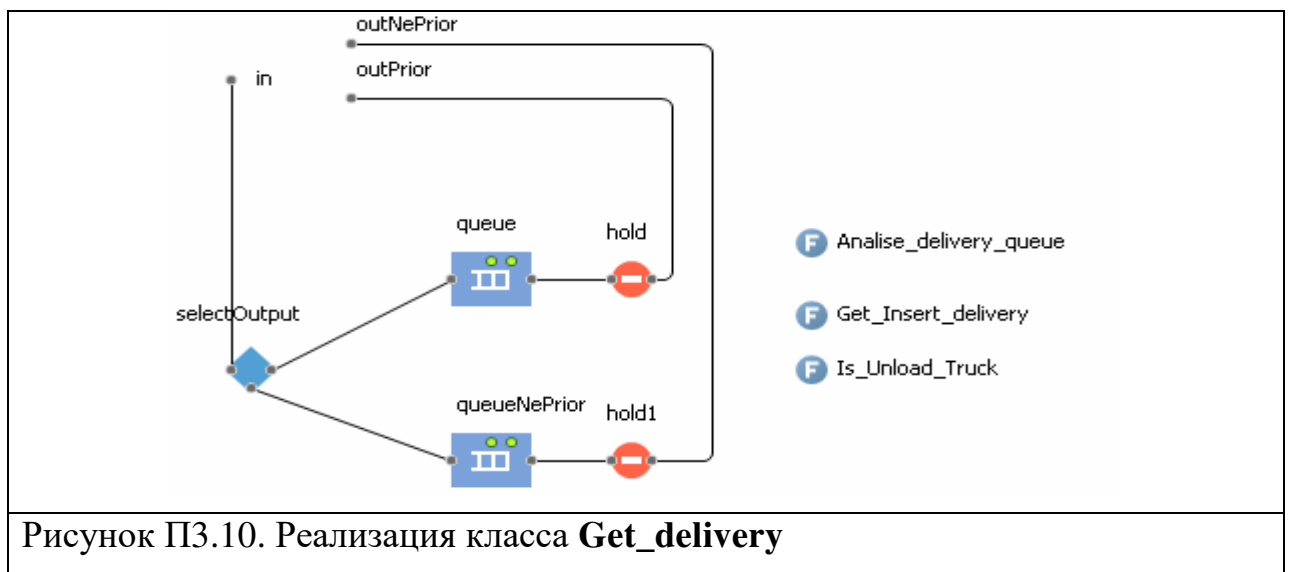 outNePrior
in
outPrior
queue
hold
Analise_delivery_queue
selectOutput
Get_Insert_delivery
Is_Unload_Truck
queueNePrior
hold1
Рисунок П3.10. Реализация класса Get_delivery